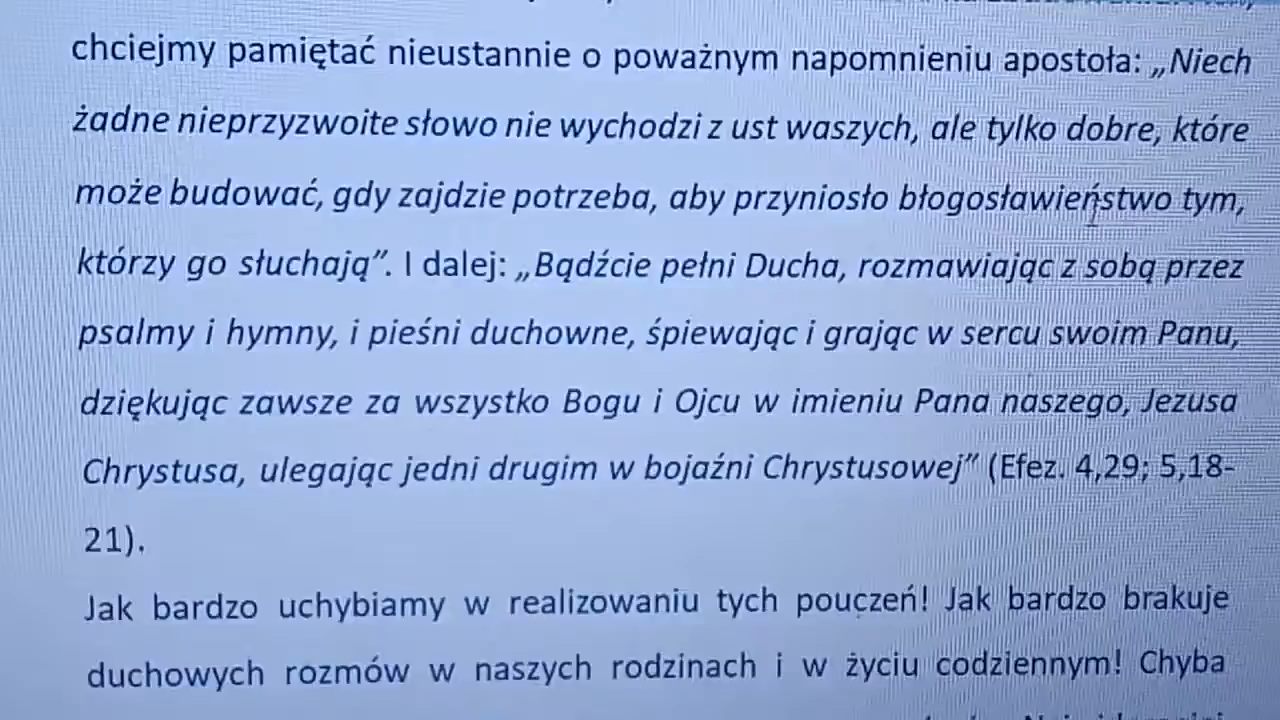 chciejmy pamiętać nieustannie o poważnym napomnieniu apostoła: „Niech
żadne nieprzyzwoite słowo nie wychodzi z ust waszych, ale tylko dobre, które
może budować, gdy zajdzie potrzeba, aby przyniosło błogosławieństwo tym,
którzy go słuchają”. I dalej: „Bądźcie pełni Ducha, rozmawiając z sobą przez
psalmy i hymny, i pieśni duchowne, śpiewając i grając w sercu swoim Panu,
dziękując zawsze za wszystko Bogu i Ojcu w imieniu Pana naszego, Jezusa
Chrystusa, ulegając jedni drugim w bojaźni Chrystusowej” (Efez. 4,29; 5,18-
21).
Jak bardzo uchybiamy w realizowaniu tych pouczeń! Jak bardzo brakuje
duchowych rozmów w naszych rodzinach i w życiu codziennym! Chyba